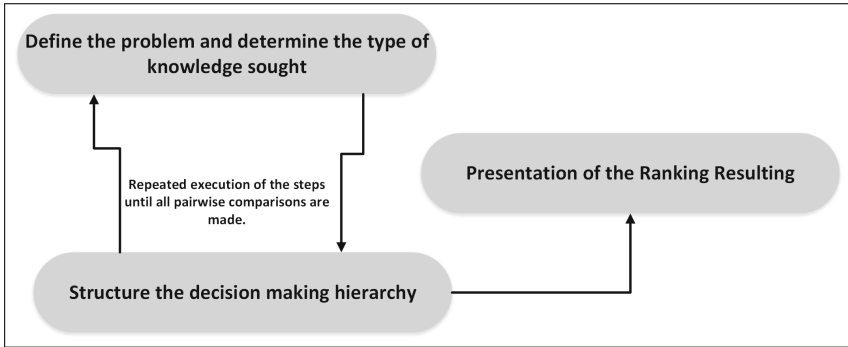 Define the problem and determine the type of
knowledge sought
Repeated execution of the steps
until all pairwise comparisons are
made.
Presentation of the Ranking Resulting
Structure the decision making hierarchy